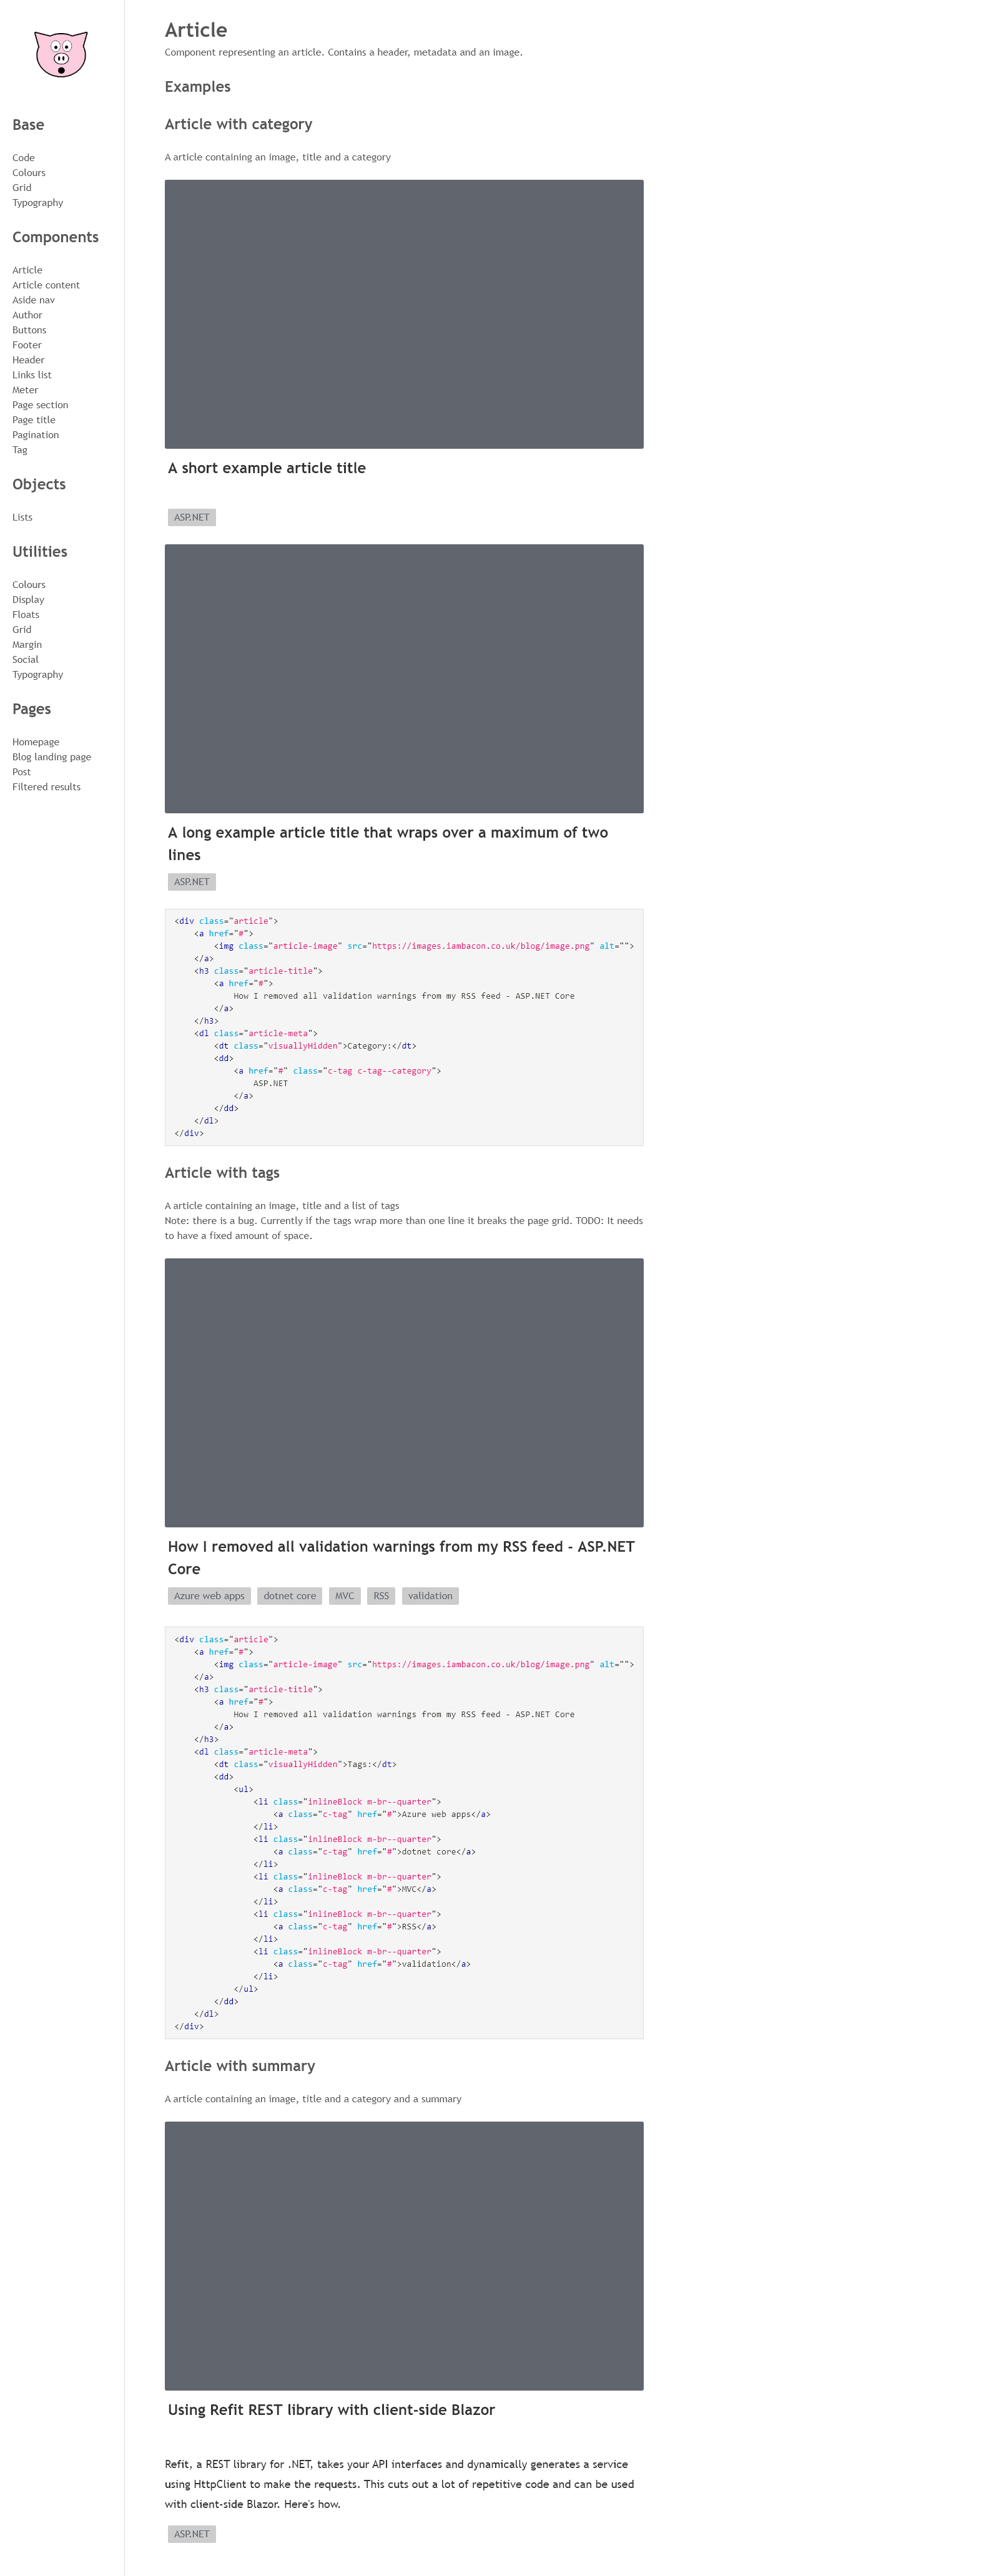 Base
Code
Colours
Grid
Typography
Components
Article
Article content
Aside nav
Author
Buttons
Footer
Header
Links list
Meter
Page section
Page title
Pagination
Tag
Objects
Lists
Utilities
Colours
Display
Floats
Grid
Margin
Social
Typography
Pages
Homepage
Blog landing page
Post
Filtered results
Article
Component representing an article. Contains a header, metadata and an image.
Examples
Article with category
A article containing an image, title and a category
A short example article title
ASP.NET
A long example article title that wraps over a maximum of two
lines
ASP.NET
<div class="article">
    <a href="#">
        <img class="article-image" src="https://images.iambacon.co.uk/blog/image.png" alt="">
    </a>
    <h3 class="article-title">
        <a href="#">
            How I removed all validation warnings from my RSS feed - ASP.NET Core
        </a>
    </h3>
    <dl class="article-meta">
        <dt class="visuallyHidden">Category:</dt>
        <dd>
            <a href="#" class="c-tag c-tag--category">
                ASP.NET
            </a>
        </dd>
    </dl>
</div>
Article with tags
A article containing an image, title and a list of tags
Note: there is a bug. Currently if the tags wrap more than one line it breaks the page grid. TODO: It needs
to have a fixed amount of space.
How I removed all validation warnings from my RSS feed - ASP.NET
Core
Azure web apps dotnet core MVC RSS validation
<div class="article">
    <a href="#">
        <img class="article-image" src="https://images.iambacon.co.uk/blog/image.png" alt="">
    </a>
    <h3 class="article-title">
        <a href="#">
            How I removed all validation warnings from my RSS feed - ASP.NET Core
        </a>
    </h3>
    <dl class="article-meta">
        <dt class="visuallyHidden">Tags:</dt>
        <dd>
            <ul>
                <li class="inlineBlock m-br--quarter">
                    <a class="c-tag" href="#">Azure web apps</a>
                </li>
                <li class="inlineBlock m-br--quarter">
                    <a class="c-tag" href="#">dotnet core</a>
                </li>
                <li class="inlineBlock m-br--quarter">
                    <a class="c-tag" href="#">MVC</a>
                </li>
                <li class="inlineBlock m-br--quarter">
                    <a class="c-tag" href="#">RSS</a>
                </li>
                <li class="inlineBlock m-br--quarter">
                    <a class="c-tag" href="#">validation</a>
                </li>
            </ul>
        </dd>
    </dl>
</div>
Article with summary
A article containing an image, title and a category and a summary
Using Refit REST library with client-side Blazor
Refit, a REST library for .NET, takes your API interfaces and dynamically generates a service
using HttpClient to make the requests. This cuts out a lot of repetitive code and can be used
with client-side Blazor. Here's how.
ASP.NET